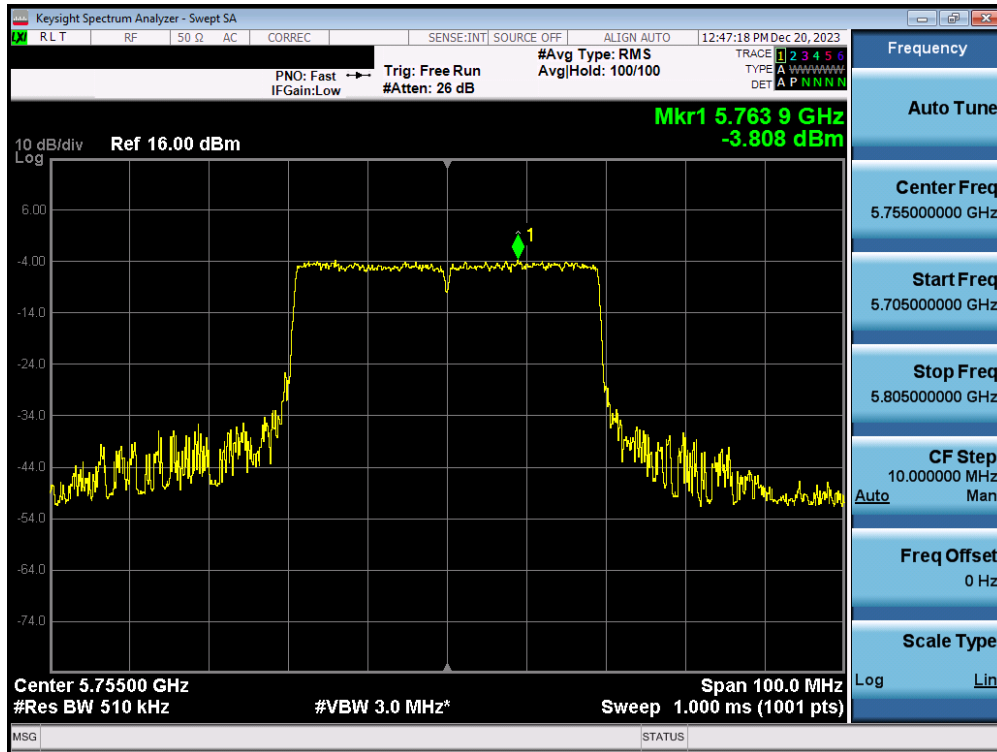 Keysight Spectrum Analyzer - Swept SA
LXI RLT RF 50 Ω AC CORREC SENSE:INT SOURCE OFF ALIGN AUTO 12:47:18 PM Dec 20, 2023
PNO: Fast
IFGain:Low
Trig: Free Run
#Atten: 26 dB
#Avg Type: RMS
Avg|Hold: 100/100
TRACE 1 2 3 4 5 6
TYPE A WWWWW
DET A P N N N N
Mkr1 5.763 9 GHz
-3.808 dBm
10 dB/div Ref 16.00 dBm
Log
1
6.00
-4.00
-14.0
-24.0
-34.0
-44.0
-54.0
-64.0
-74.0
Center 5.75500 GHz Span 100.0 MHz
#Res BW 510 kHz #VBW 3.0 MHz* Sweep 1.000 ms (1001 pts)
MSG STATUS
Frequency
Auto Tune
Center Freq
5.755000000 GHz
Start Freq
5.705000000 GHz
Stop Freq
5.805000000 GHz
CF Step
10.000000 MHz
Auto Man
Freq Offset
0 Hz
Scale Type
Log Lin